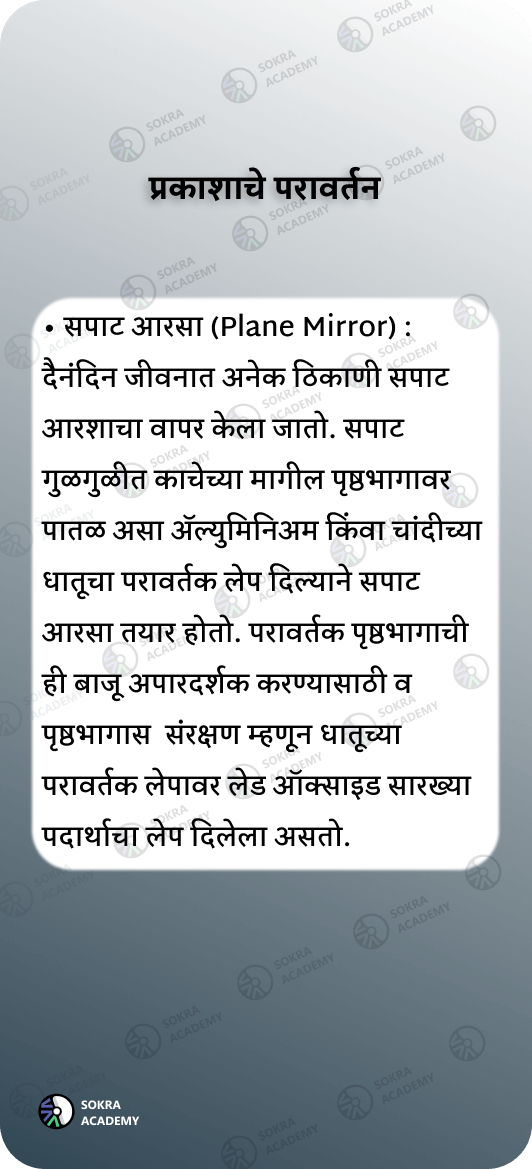 प्रकाशाचे परावर्तन
• सपाट आरसा (Plane Mirror) :
दैनंदिन जीवनात अनेक ठिकाणी सपाट
आरशाचा वापर केला जातो. सपाट
गुळगुळीत काचेच्या मागील पृष्ठभागावर
पातळ असा ॲल्युमिनिअम किंवा चांदीच्या
धातूचा परावर्तक लेप दिल्याने सपाट
आरसा तयार होतो. परावर्तक पृष्ठभागाची
ही बाजू अपारदर्शक करण्यासाठी व
पृष्ठभागास  संरक्षण म्हणून धातूच्या
परावर्तक लेपावर लेड ऑक्साइड सारख्या
पदार्थाचा लेप दिलेला असतो.
SOKRA
ACADEMY